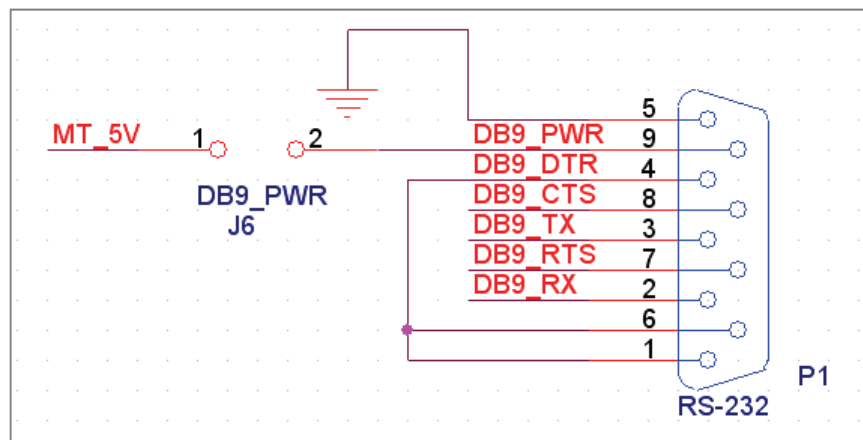 5
MT_5V 1 2 DB9_PWR 9
DB9_DTR 4
DB9_PWR DB9_CTS 8
J6 DB9_TX 3
DB9_RTS 7
DB9_RX 2
6
1
P1
RS-232